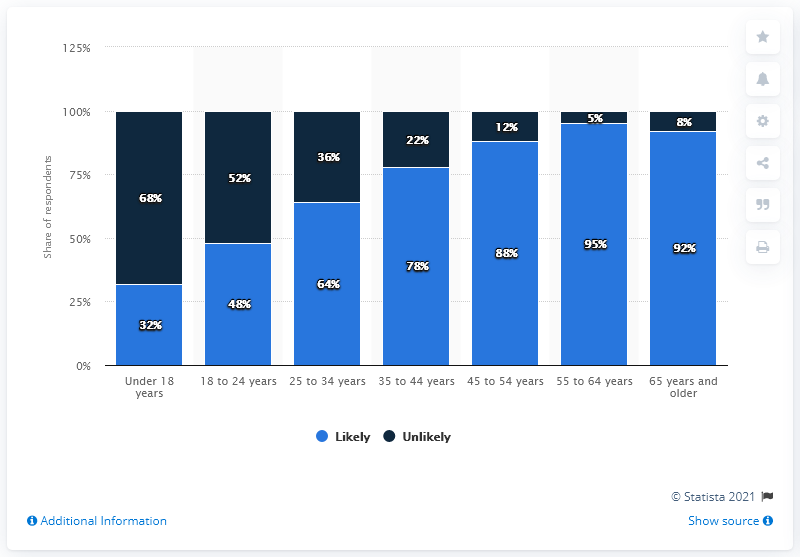 125%
100%
75%
50%
25%
0%
Share of respondents
68%
52%
36%
22%
12%
5%
8%
32%
48%
64%
78%
88%
95%
92%
Under 18 years
18 to 24 years
25 to 34 years
35 to 44 years
45 to 54 years
55 to 64 years
65 years and older
Likely
Unlikely
© Statista 2021
Additional Information
Show source